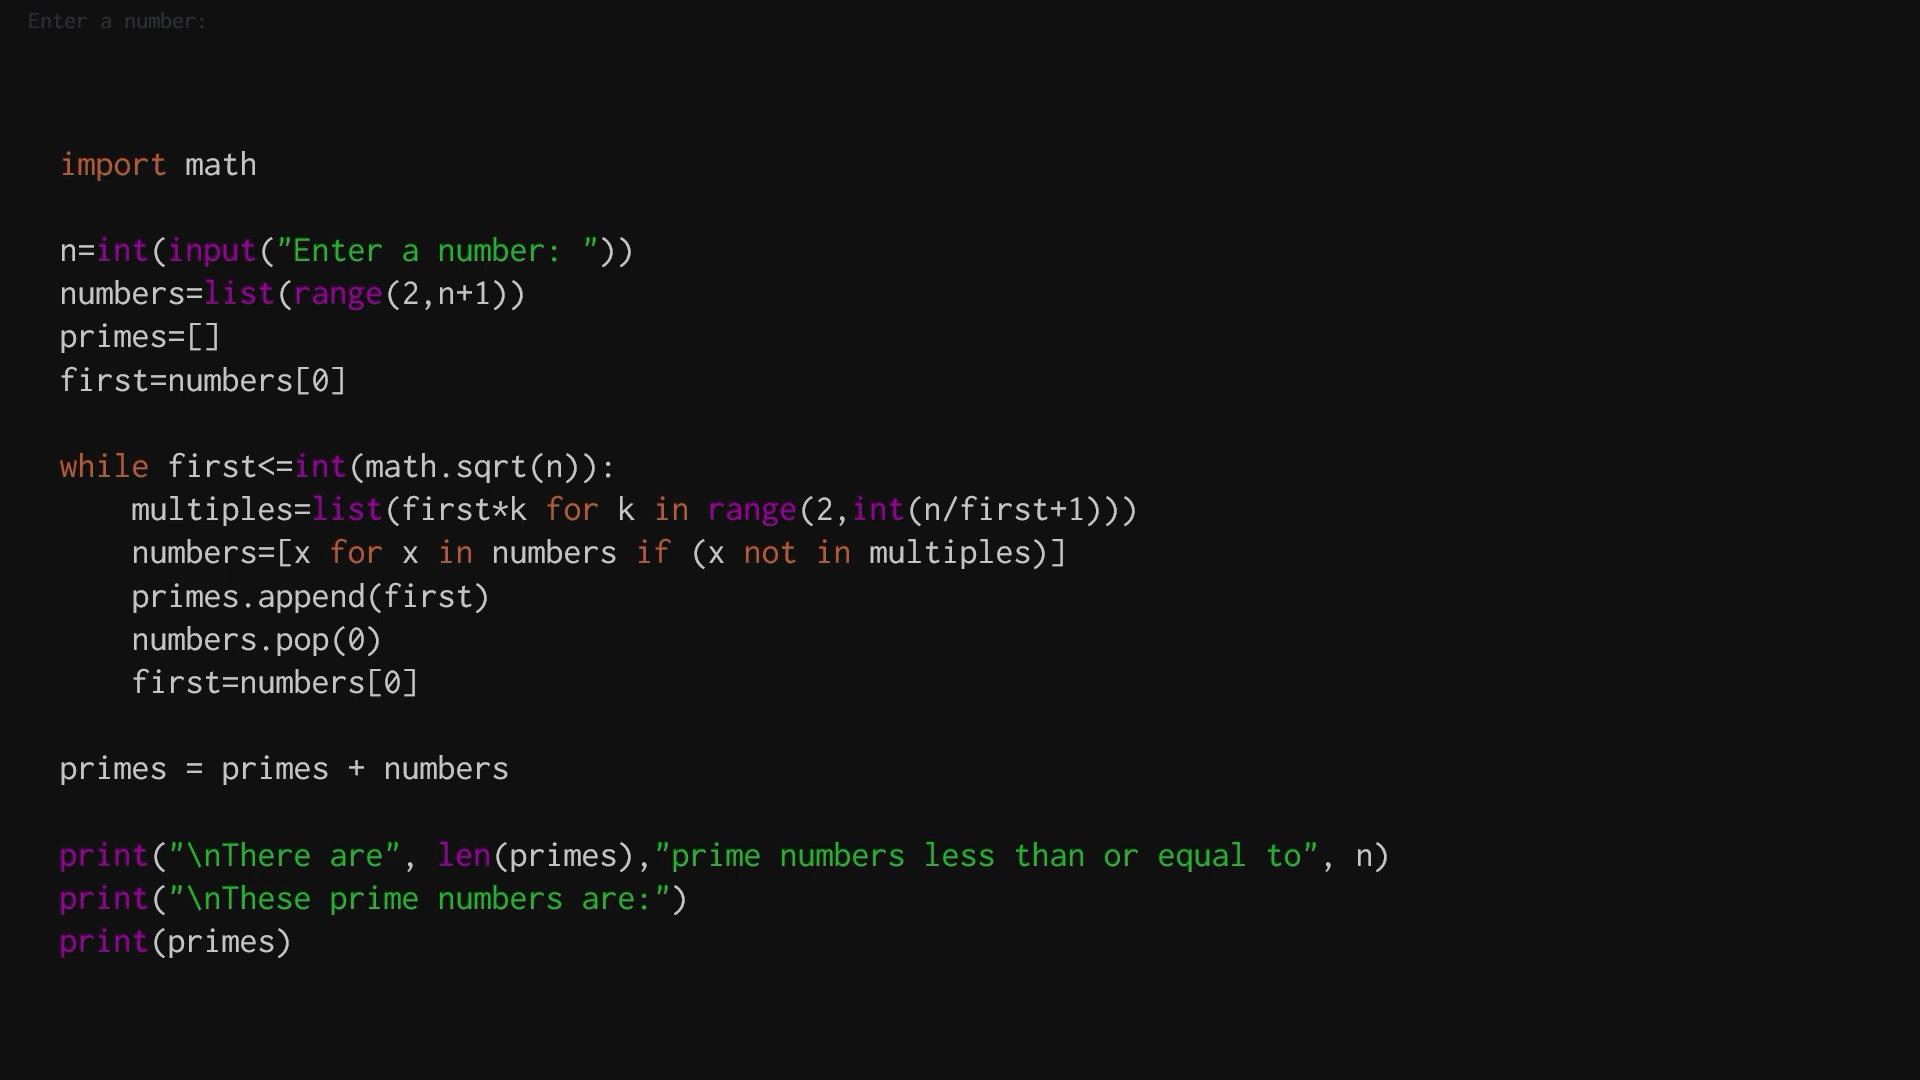 Enter a number:
import math
n=int(input("Enter a number: "))
numbers=list(range(2,n+1))
primes=[]
first=numbers[0]
while first<=int(math.sqrt(n)):
    multiples=list(first*k for k in range(2,int(n/first+1)))
    numbers=[x for x in numbers if (x not in multiples)]
    primes.append(first)
    numbers.pop(0)
    first=numbers[0]
primes = primes + numbers
print("\nThere are", len(primes),"prime numbers less than or equal to", n)
print("\nThese prime numbers are:")
print(primes)